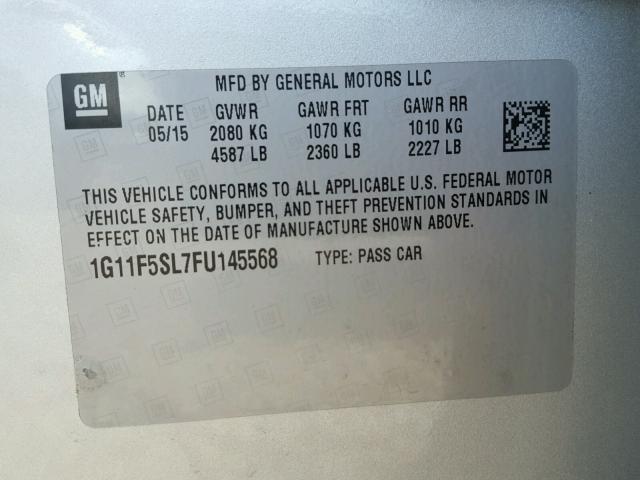 GM
MFD BY GENERAL MOTORS LLC
DATE GVWR GAWR FRT GAWR RR
05/15 2080 KG 1070 KG 1010 KG
4587 LB 2360 LB 2227 LB
THIS VEHICLE CONFORMS TO ALL APPLICABLE U.S. FEDERAL MOTOR
VEHICLE SAFETY, BUMPER, AND THEFT PREVENTION STANDARDS IN
EFFECT ON THE DATE OF MANUFACTURE SHOWN ABOVE.
1G11F5SL7FU145568 TYPE: PASS CAR